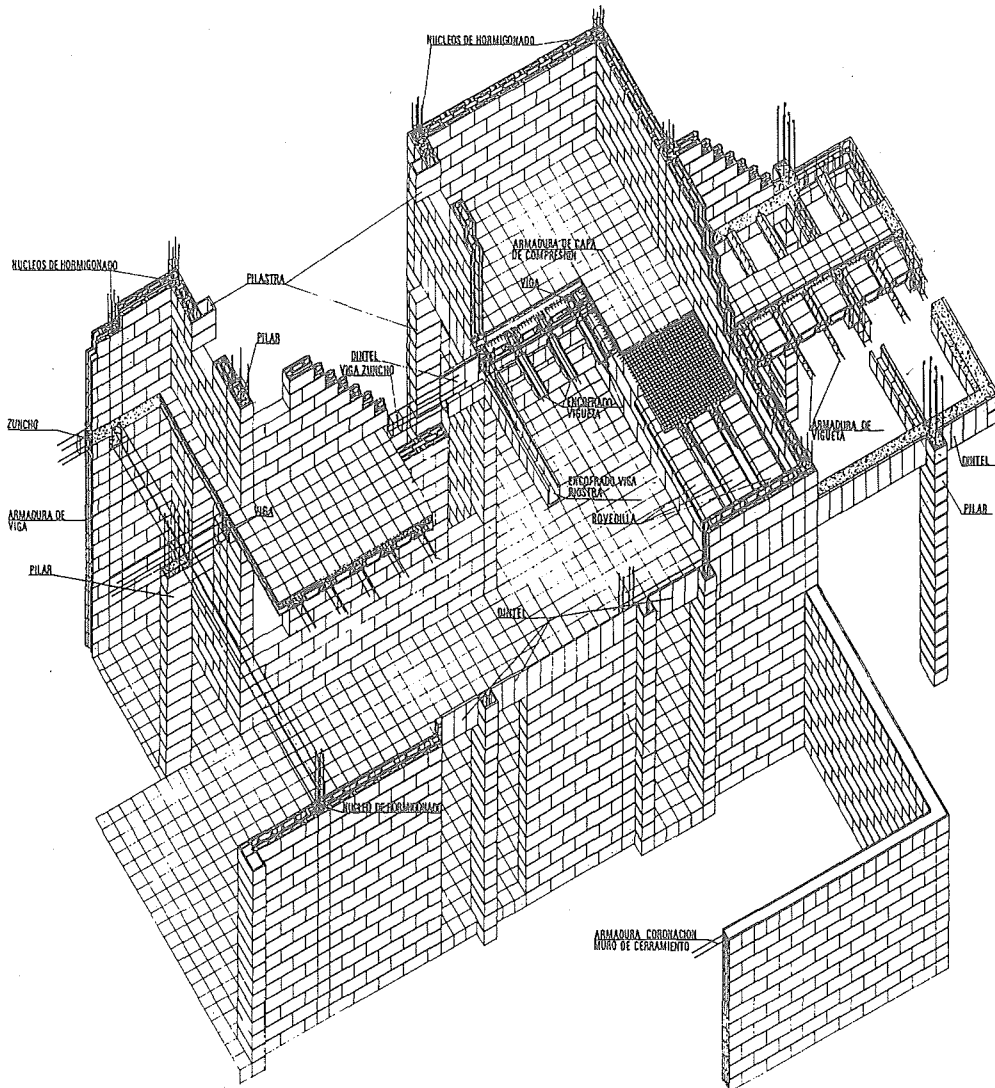 NUCLEOS DE HORMIGONADO
NUCLEOS DE HORMIGONADO
PILASTRA
ARMADURA DE CAPA
DE COMPRESION
VIGA
PILAR
DINTEL
VIGA ZUNCHO
ENCOFRADO
VIGUETA
ZUNCHO
ARMADURA DE
VIGUETA
DINTEL
ARMADURA DE
VIGA
VIGA
ENCOFRADO VIGA
RIOSTRA
BOVEDILLA
PILAR
PILAR
DINTEL
NUCLEO DE HORMIGONADO
ARMADURA CORONACION
MURO DE CERRAMIENTO